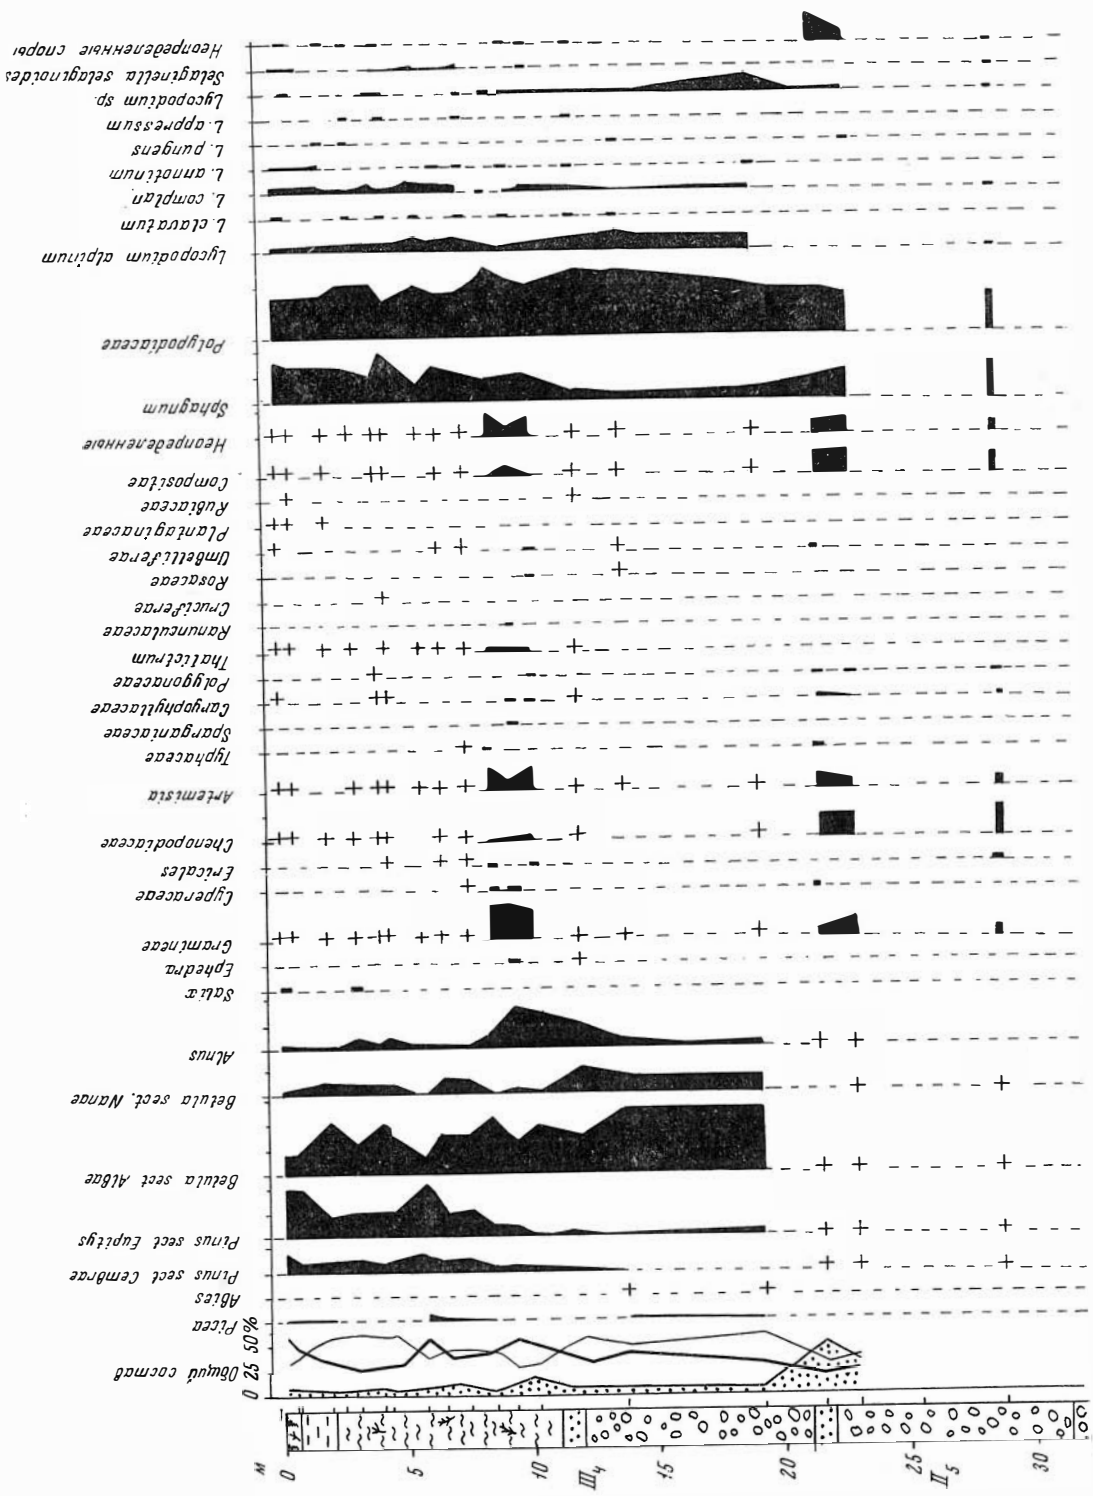 Неопределенные споры
Selaginella selaginoides
Lycopodium sp.
L. appressum
L. pungens
L. annotinum
L. complan.
L. clavatum
Lycopodium alpinum
Polypodiaceae
Sphagnum
Неопределенные
Compositae
Rubiaceae
Plantaginaceae
Umbelliferae
Rosaceae
Cruciferae
Ranunculaceae
Thalictrum
Polygonaceae
Caryophyllaceae
Sparganiaceae
Typhaceae
Artemisia
Chenopodiaceae
Ericales
Cyperaceae
Gramineae
Ephedra
Salix
Alnus
Betula sect. Nanae
Betula sect Albae
Pinus sect Eupitys
Pinus sect Cembrae
Abies
Picea
Общий состав
0 25 50 %
м 0 5 10 III₄ 15 20 25 II₅ 30